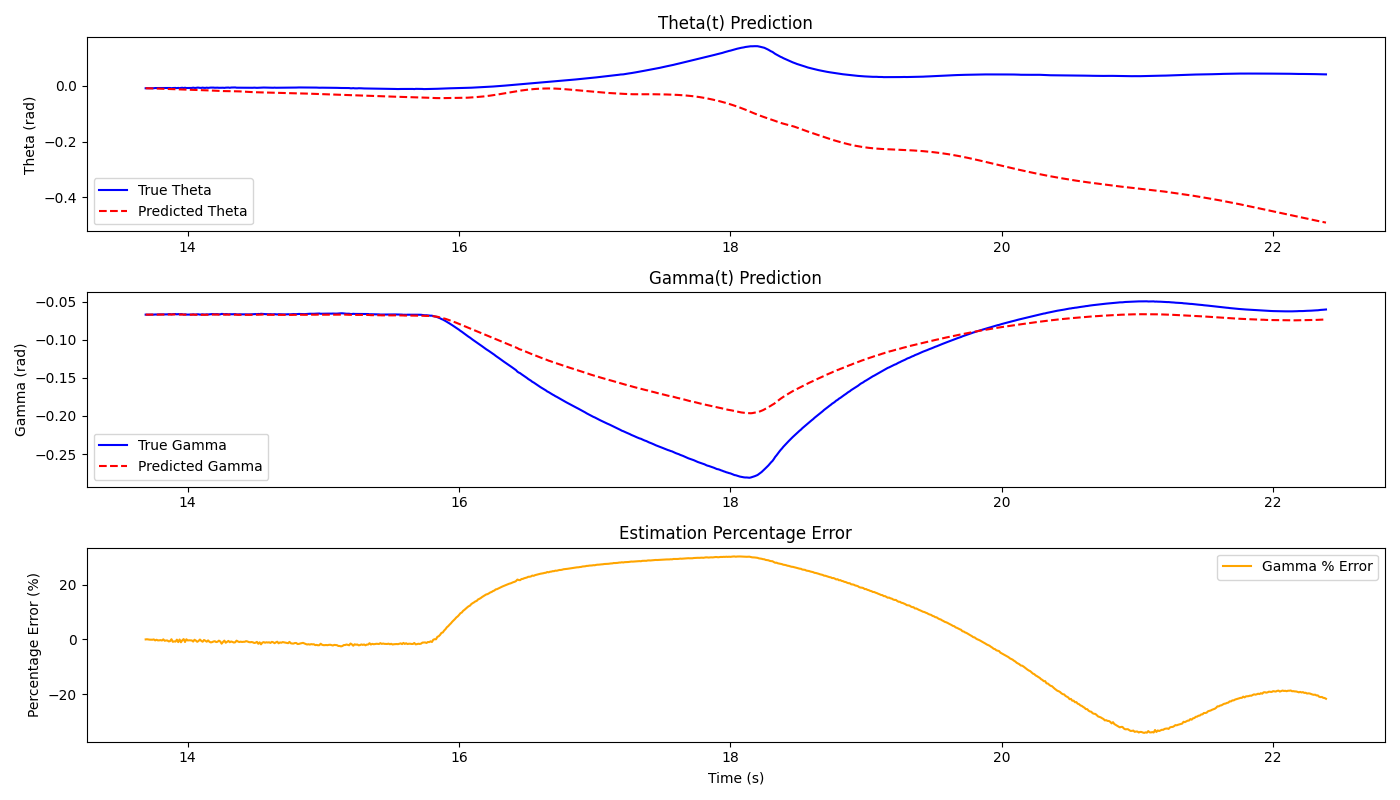 Theta(t) Prediction
Theta (rad)
0.0
−0.2
−0.4
True Theta
Predicted Theta
14 16 18 20 22
Gamma(t) Prediction
Gamma (rad)
−0.05
−0.10
−0.15
−0.20
−0.25
True Gamma
Predicted Gamma
14 16 18 20 22
Estimation Percentage Error
Percentage Error (%)
20
0
−20
Gamma % Error
14 16 18 20 22
Time (s)